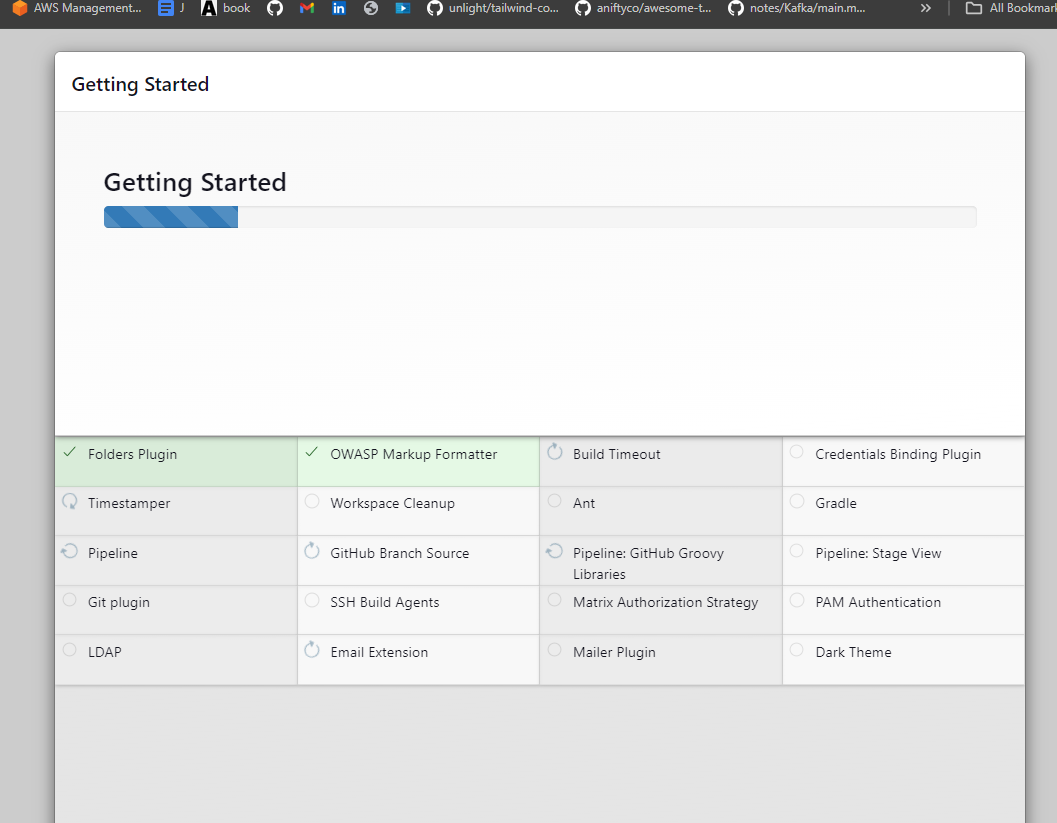 AWS Management... J book unlight/tailwind-co... aniftyco/awesome-t... notes/Kafka/main.m... » All Bookmark
Getting Started
Getting Started
Folders Plugin OWASP Markup Formatter Build Timeout Credentials Binding Plugin
Timestamper Workspace Cleanup Ant Gradle
Pipeline GitHub Branch Source Pipeline: GitHub Groovy Pipeline: Stage View
Libraries
Git plugin SSH Build Agents Matrix Authorization Strategy PAM Authentication
LDAP Email Extension Mailer Plugin Dark Theme